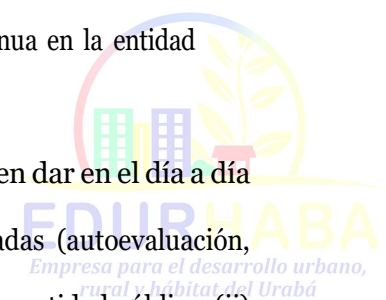 nua en la entidad
en dar en el día a día
EDURHABA
adas (autoevaluación,
Empresa para el desarrollo urbano,
rural y hábitat del Urabá